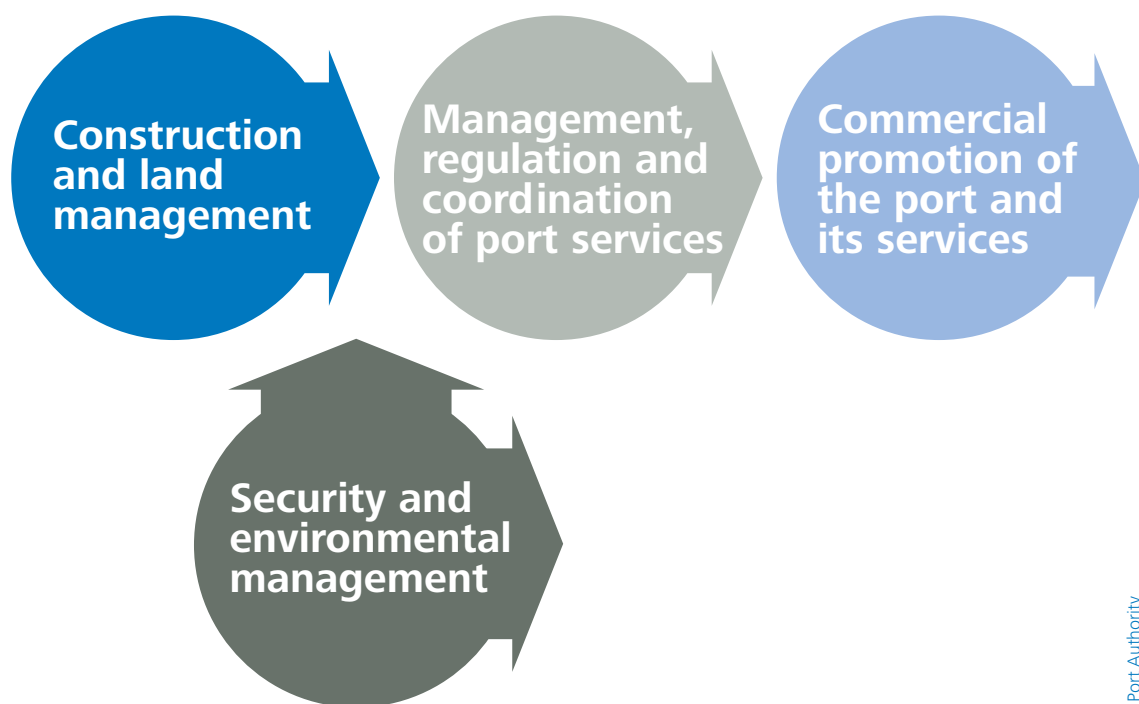 Construction
and land
management
Management,
regulation and
coordination
of port services
Commercial
promotion of
the port and
its services
Security and
environmental
management
Port Authority